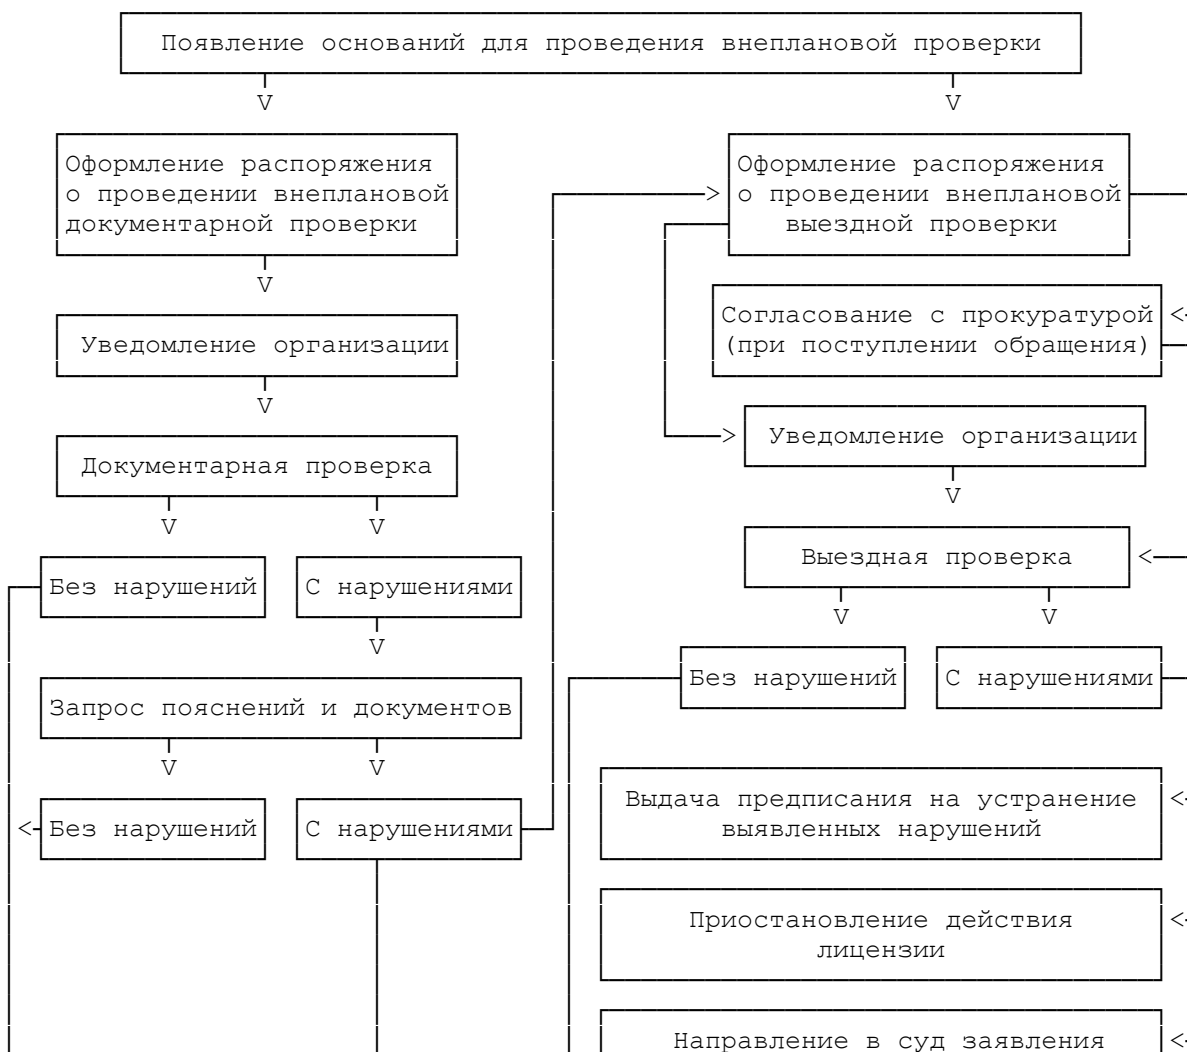 Появление оснований для проведения внеплановой проверки
Оформление распоряжения
о проведении внеплановой
документарной проверки
Оформление распоряжения
о проведении внеплановой
выездной проверки
Уведомление организации
Согласование с прокуратурой
(при поступлении обращения)
Документарная проверка
Уведомление организации
Без нарушений
С нарушениями
Выездная проверка
Запрос пояснений и документов
Без нарушений
С нарушениями
Без нарушений
С нарушениями
Выдача предписания на устранение
выявленных нарушений
Приостановление действия
лицензии
Направление в суд заявления